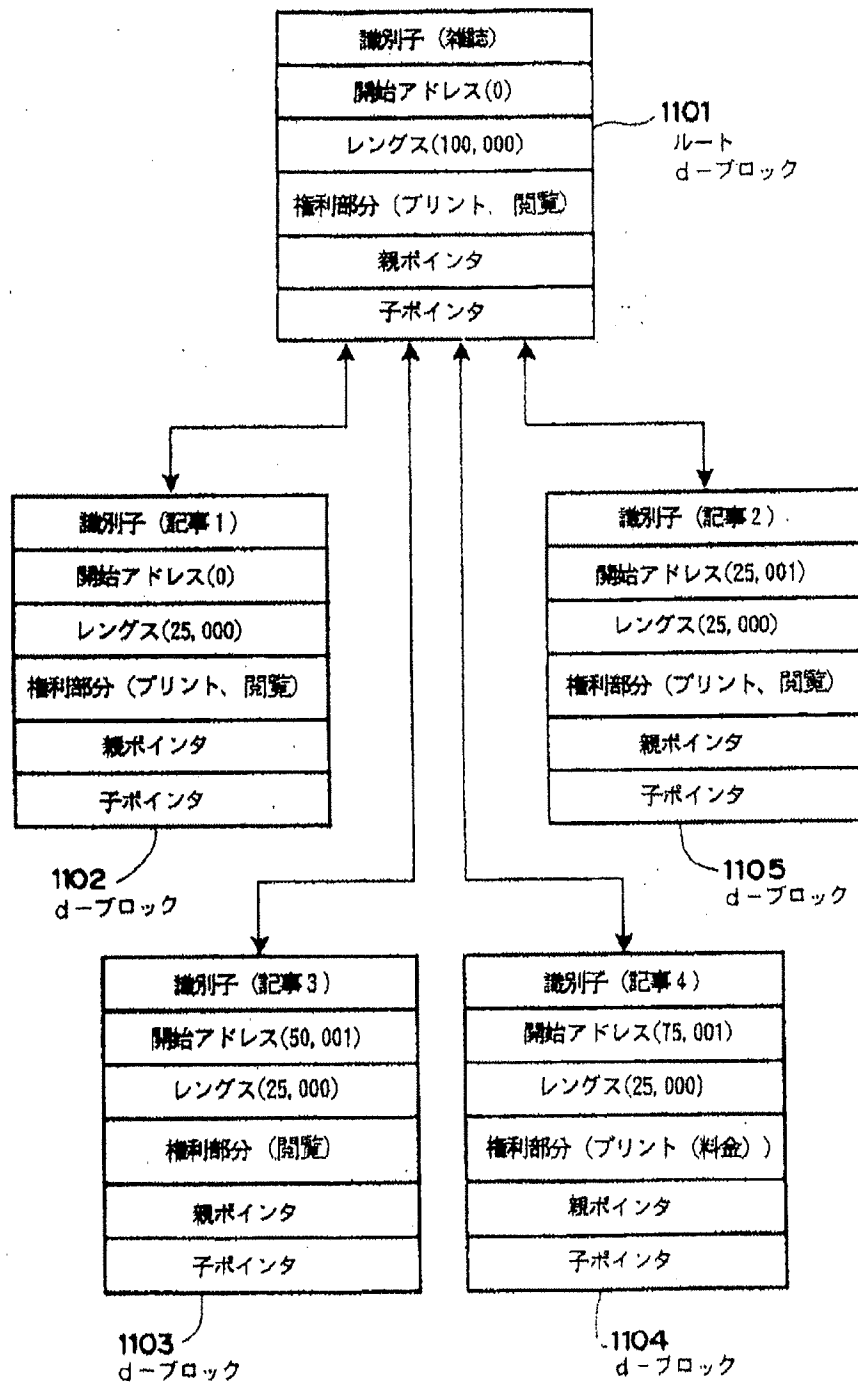 識別子 (雑誌)
開始アドレス(0)
レングス(100,000)
権利部分 (プリント、閲覧)
親ポインタ
子ポインタ
1101
ルート
d-ブロック
識別子 (記事1)
開始アドレス(0)
レングス(25,000)
権利部分 (プリント、閲覧)
親ポインタ
子ポインタ
1102
d-ブロック
識別子 (記事2)
開始アドレス(25,001)
レングス(25,000)
権利部分 (プリント、閲覧)
親ポインタ
子ポインタ
1105
d-ブロック
識別子 (記事3)
開始アドレス(50,001)
レングス(25,000)
権利部分 (閲覧)
親ポインタ
子ポインタ
1103
d-ブロック
識別子 (記事4)
開始アドレス(75,001)
レングス(25,000)
権利部分 (プリント (料金) )
親ポインタ
子ポインタ
1104
d-ブロック